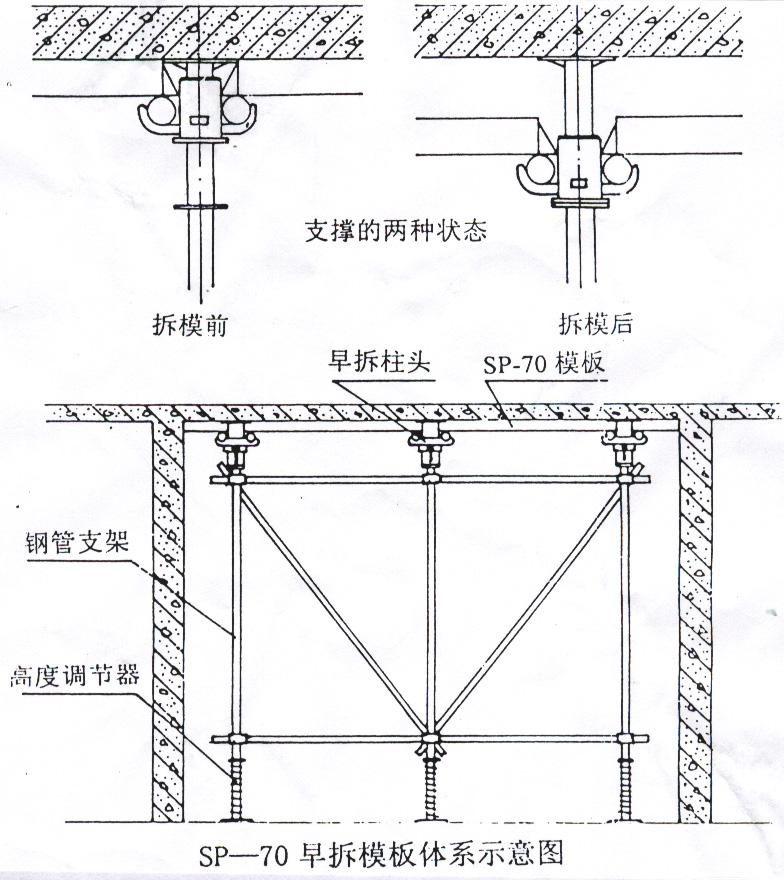 支撑的两种状态
拆模前
拆模后
早拆柱头
SP-70 模板
钢管支架
高度调节器
SP—70 早拆模板体系示意图